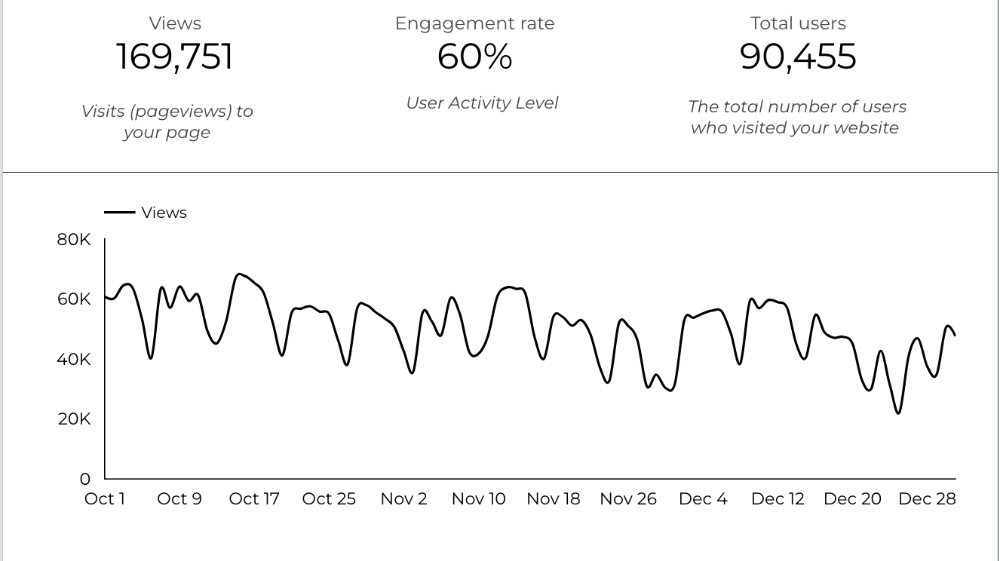 Views
169,751
Visits (pageviews) to
your page
Engagement rate
60%
User Activity Level
Total users
90,455
The total number of users
who visited your website
Views
80K
60K
40K
20K
0
Oct 1 Oct 9 Oct 17 Oct 25 Nov 2 Nov 10 Nov 18 Nov 26 Dec 4 Dec 12 Dec 20 Dec 28